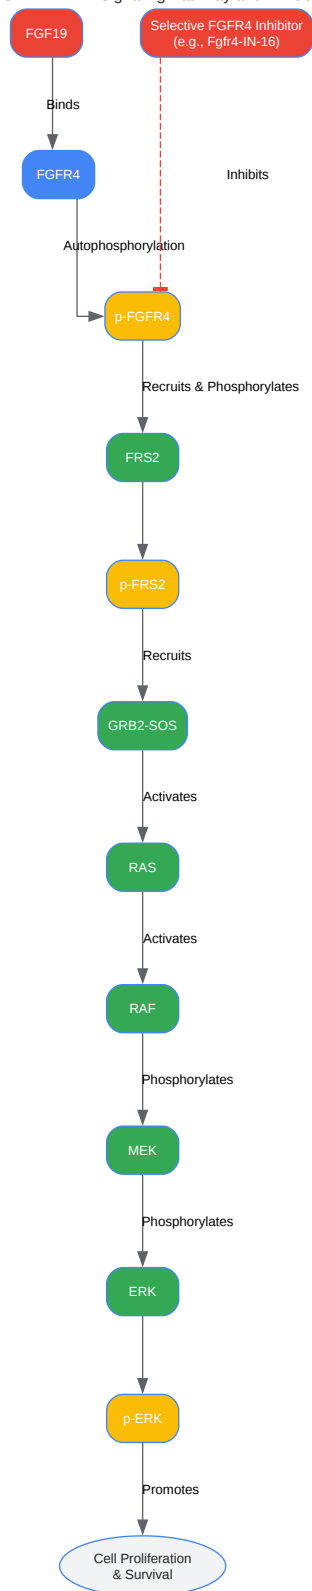 FGF19
Selective FGFR4 Inhibitor
(e.g., Fgfr4-IN-16)
Binds
FGFR4
Inhibits
Autophosphorylation
p-FGFR4
Recruits & Phosphorylates
FRS2
p-FRS2
Recruits
GRB2-SOS
Activates
RAS
Activates
RAF
Phosphorylates
MEK
Phosphorylates
ERK
p-ERK
Promotes
Cell Proliferation
& Survival